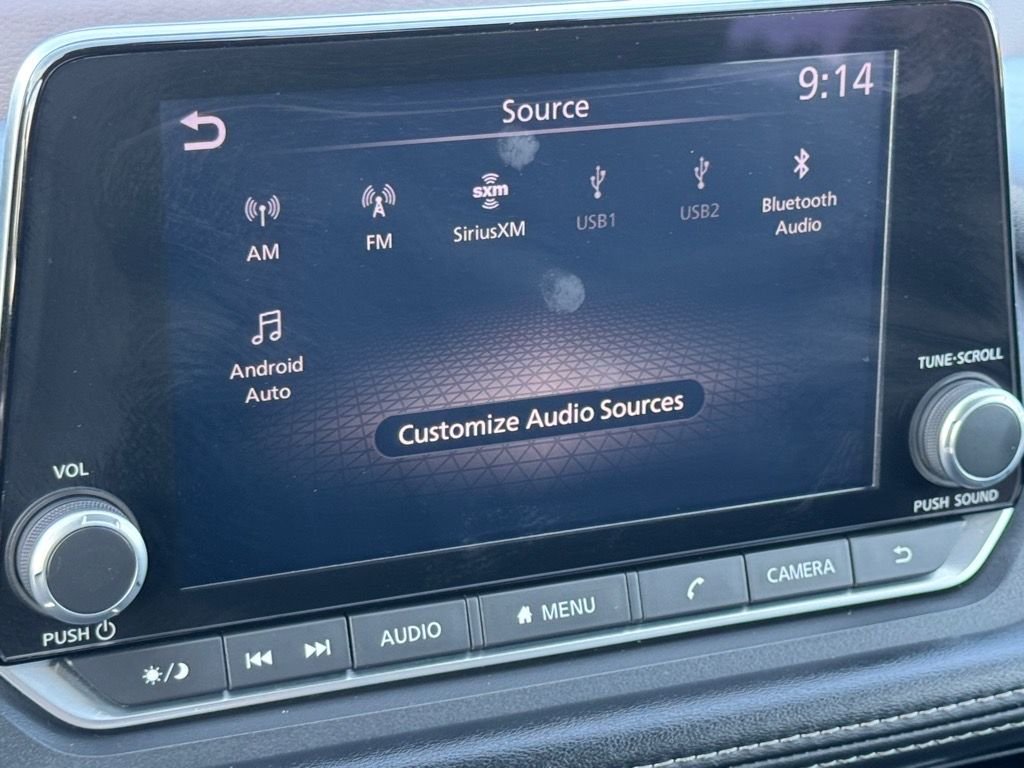 9:14
Source
AM
FM
sxm
SiriusXM
USB1
USB2
Bluetooth
Audio
Android
Auto
Customize Audio Sources
TUNE·SCROLL
PUSH SOUND
VOL
PUSH
AUDIO
MENU
CAMERA